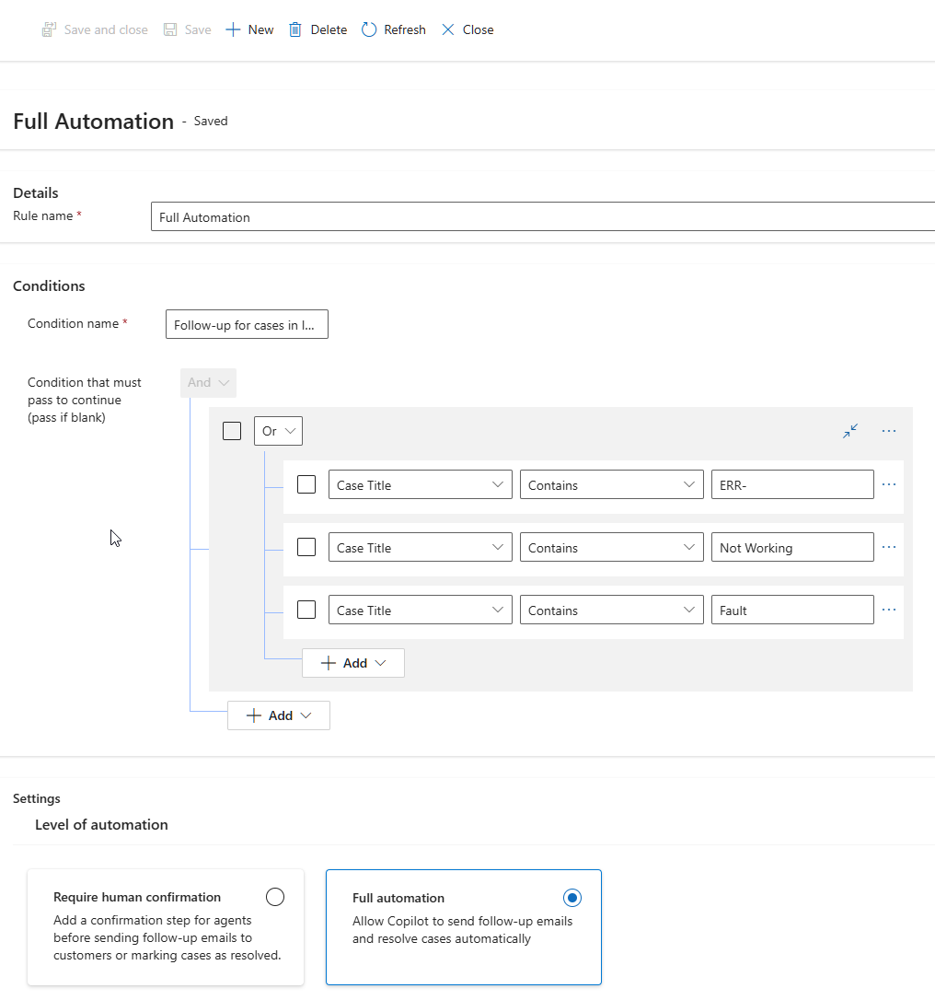 Save and close Save New Delete Refresh Close
Full Automation - Saved
Details
Rule name * Full Automation
Conditions
Condition name * Follow-up for cases in I...
Condition that must
pass to continue
(pass if blank)
And
Or
Case Title Contains ERR-
Case Title Contains Not Working
Case Title Contains Fault
Add
Add
Settings
Level of automation
Require human confirmation
Add a confirmation step for agents
before sending follow-up emails to
customers or marking cases as resolved.
Full automation
Allow Copilot to send follow-up emails
and resolve cases automatically